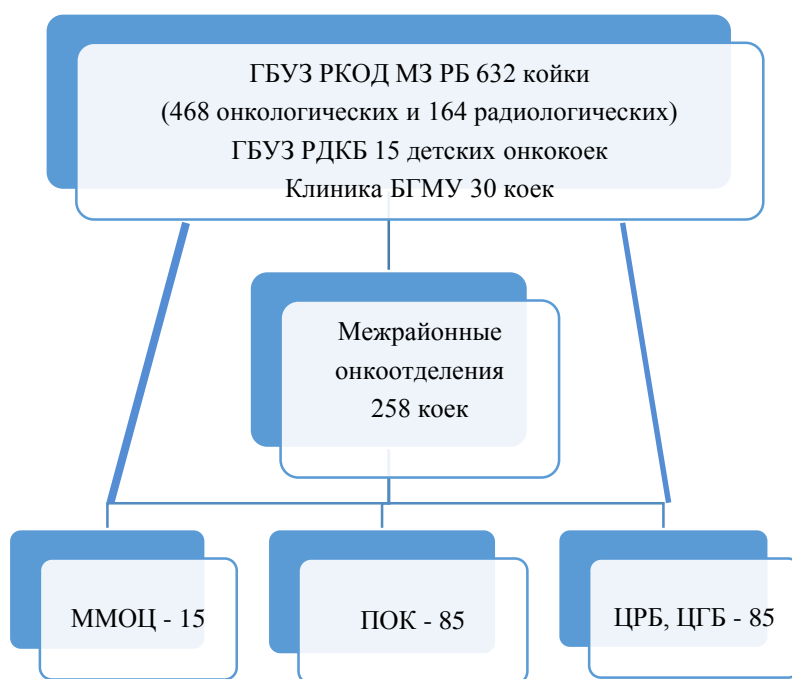 ГБУЗ РКОД МЗ РБ 632 койки
(468 онкологических и 164 радиологических)
ГБУЗ РДКБ 15 детских онкокоек
Клиника БГМУ 30 коек
Межрайонные
онкоотделения
258 коек
ММОЦ - 15
ПОК - 85
ЦРБ, ЦГБ - 85